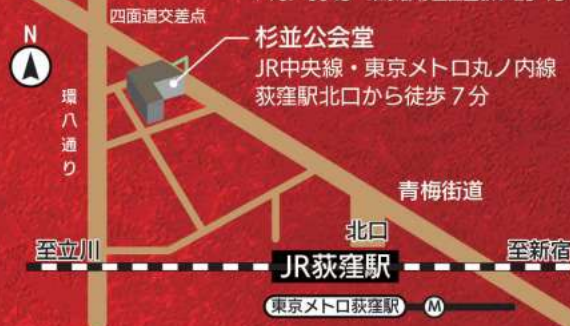 四面道交差点
N
杉並公会堂
JR中央線・東京メトロ丸ノ内線
荻窪駅北口から徒歩7分
環八通り
青梅街道
北口
至立川
至新宿
JR荻窪駅
東京メトロ荻窪駅
M